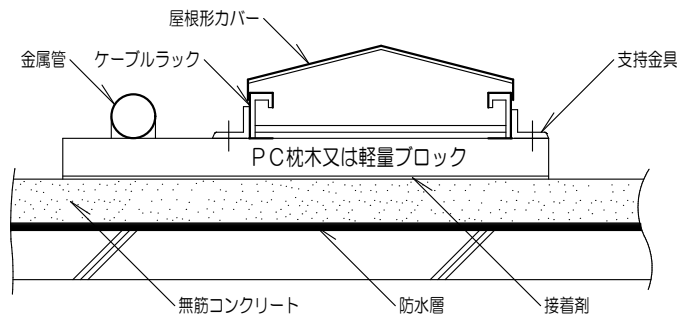 屋根形カバー
金属管
ケーブルラック
支持金具
PC枕木又は軽量ブロック
無筋コンクリート
防水層
接着剤